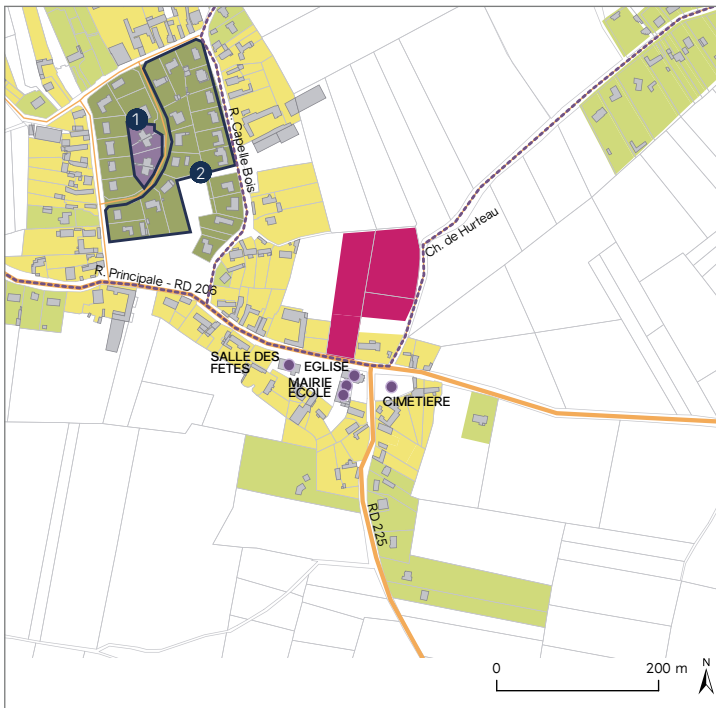 1
2
R. Capelle Bois
Ch. de Hurteau
R. Principale - RD 206
SALLE DES
FETES
EGLISE
MAIRIE
ECOLE
CIMETIERE
RD 225
0
200 m
N